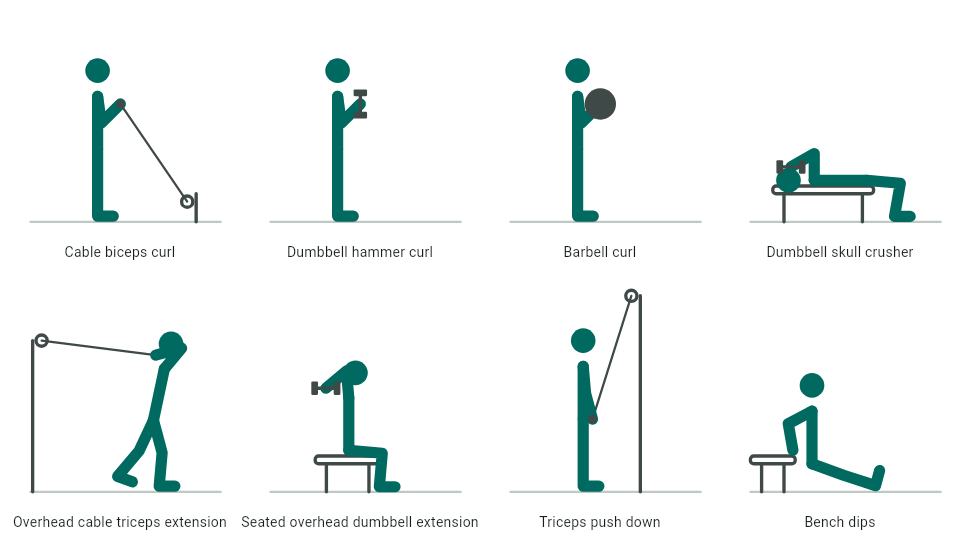 Cable biceps curl
Dumbbell hammer curl
Barbell curl
Dumbbell skull crusher
Overhead cable triceps extension
Seated overhead dumbbell extension
Triceps push down
Bench dips